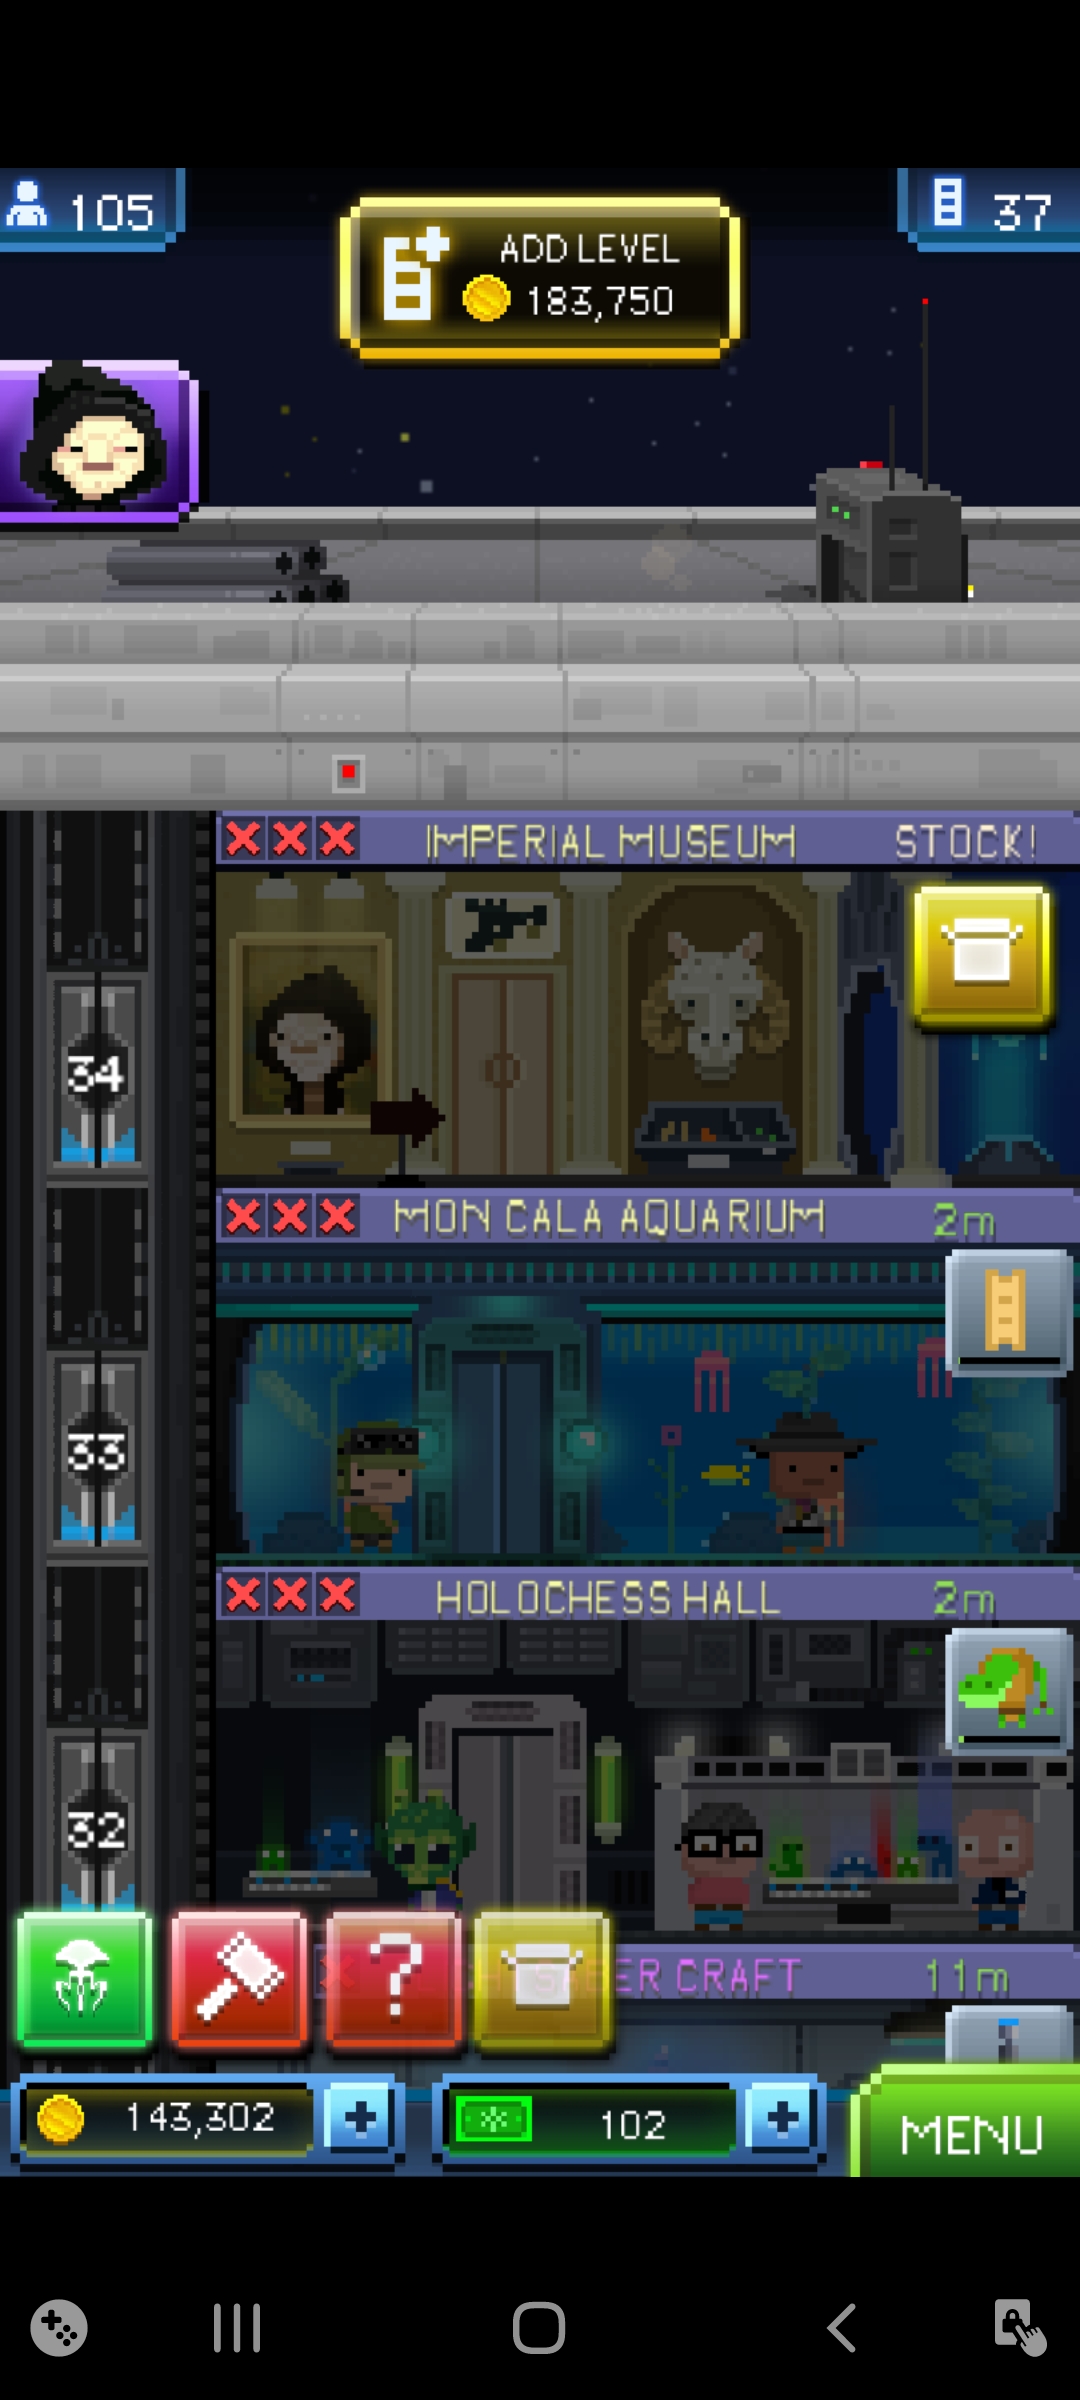 105
ADD LEVEL
183,750
37
IMPERIAL MUSEUM
STOCK!
34
MON CALA AQUARIUM
2m
33
HOLOCHESS HALL
2m
32
?
CRAFT
11m
143,302
102
MENU